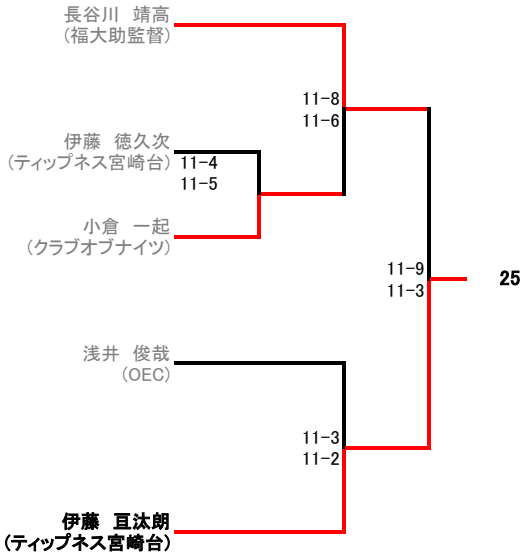 長谷川　靖高
(福大助監督)
11-8
11-6
伊藤　徳久次
(ティップネス宮崎台)
11-4
11-5
小倉　一起
(クラブオブナイツ)
11-9
11-3
25
浅井　俊哉
(OEC)
11-3
11-2
伊藤　亘汰朗
(ティップネス宮崎台)